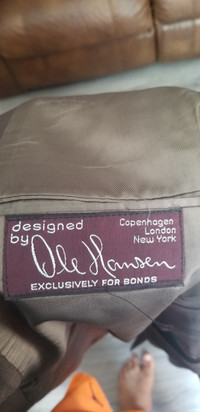 designed by
Copenhagen
London
New York
Ole Hansen
EXCLUSIVELY FOR BONDS